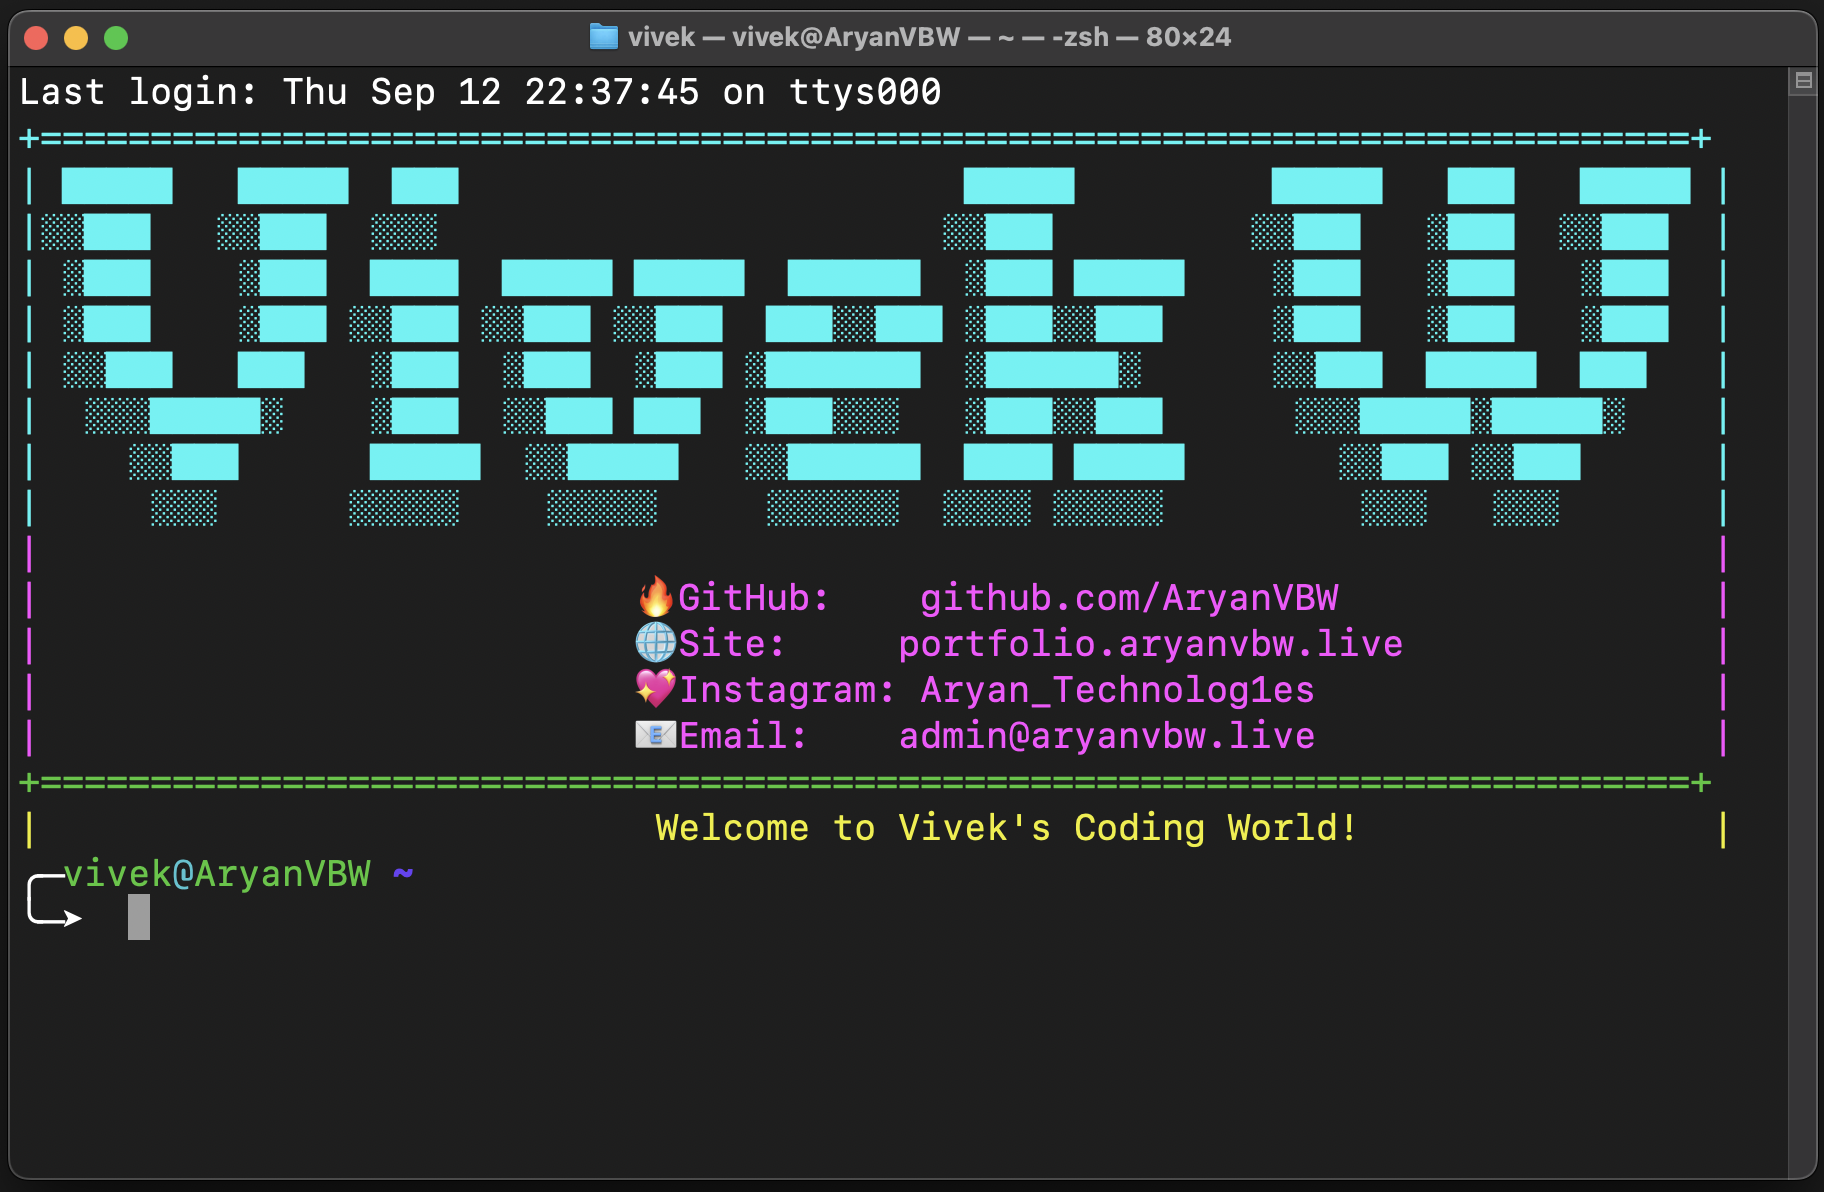 vivek — vivek@AryanVBW — ~ — -zsh — 80×24
Last login: Thu Sep 12 22:37:45 on ttys000
Vivek W
GitHub: github.com/AryanVBW
Site: portfolio.aryanvbw.live
Instagram: Aryan_Technolog1es
Email: admin@aryanvbw.live
Welcome to Vivek's Coding World!
vivek@AryanVBW ~